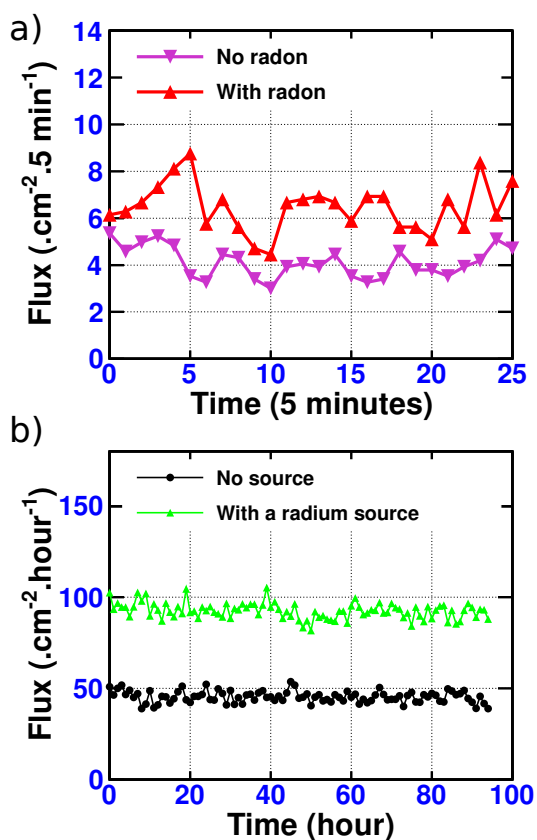 a)
Flux (.cm⁻².5 min⁻¹)
14
12
10
8
6
4
2
0
No radon
With radon
0 5 10 15 20 25
Time (5 minutes)
b)
Flux (.cm⁻².hour⁻¹)
150
100
50
0
No source
With a radium source
0 20 40 60 80 100
Time (hour)